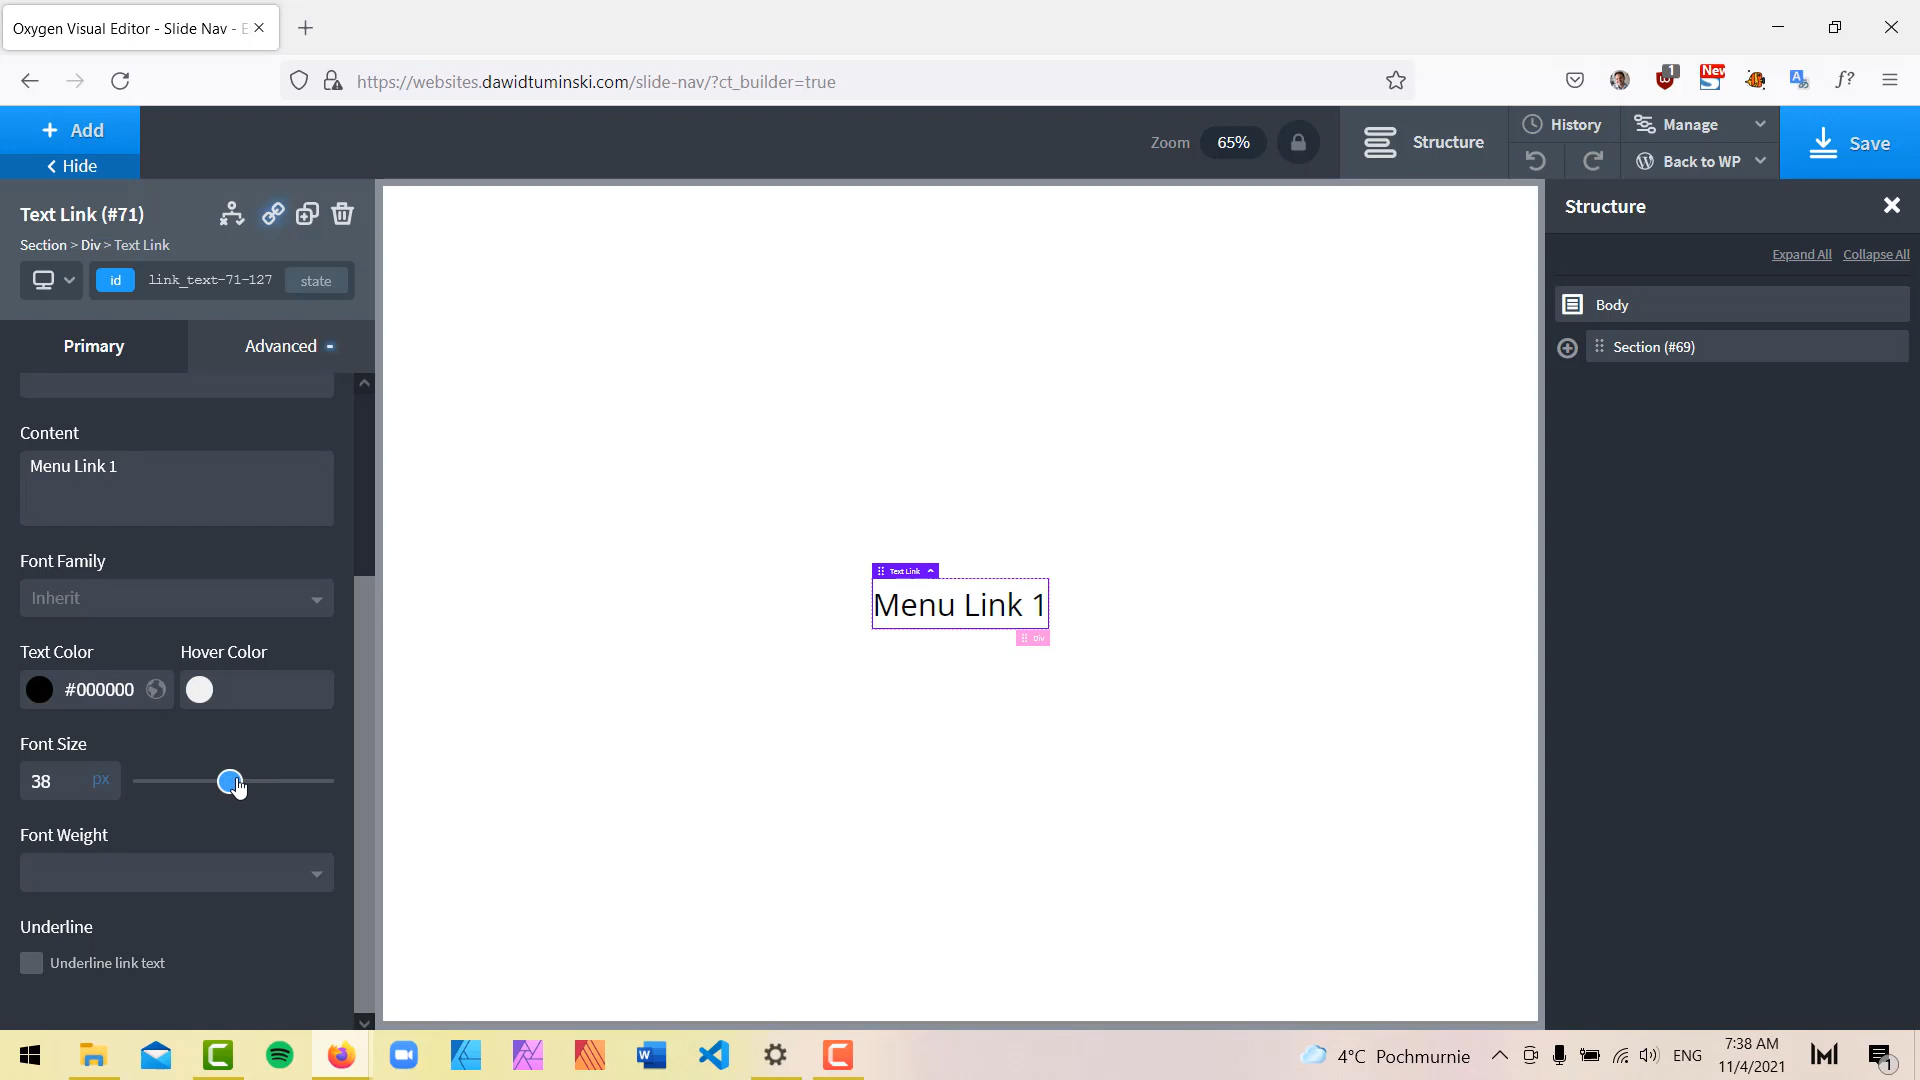 Oxygen Visual Editor - Slide Nav - E
https://websites.dawidtuminski.com/slide-nav/?ct_builder=true
1
New
f?
+ Add
Hide
Zoom 65%
Structure
History
Manage
Back to WP
Save
Text Link (#71)
Section > Div > Text Link
id link_text-71-127 state
Primary
Advanced
Content
Menu Link 1
Font Family
Inherit
Text Color
Hover Color
#000000
Font Size
38 px
Font Weight
Underline
Underline link text
Text Link
Menu Link 1
Div
Structure
Expand All
Collapse All
Body
Section (#69)
4°C Pochmurnie
ENG
7:38 AM
11/4/2021
1